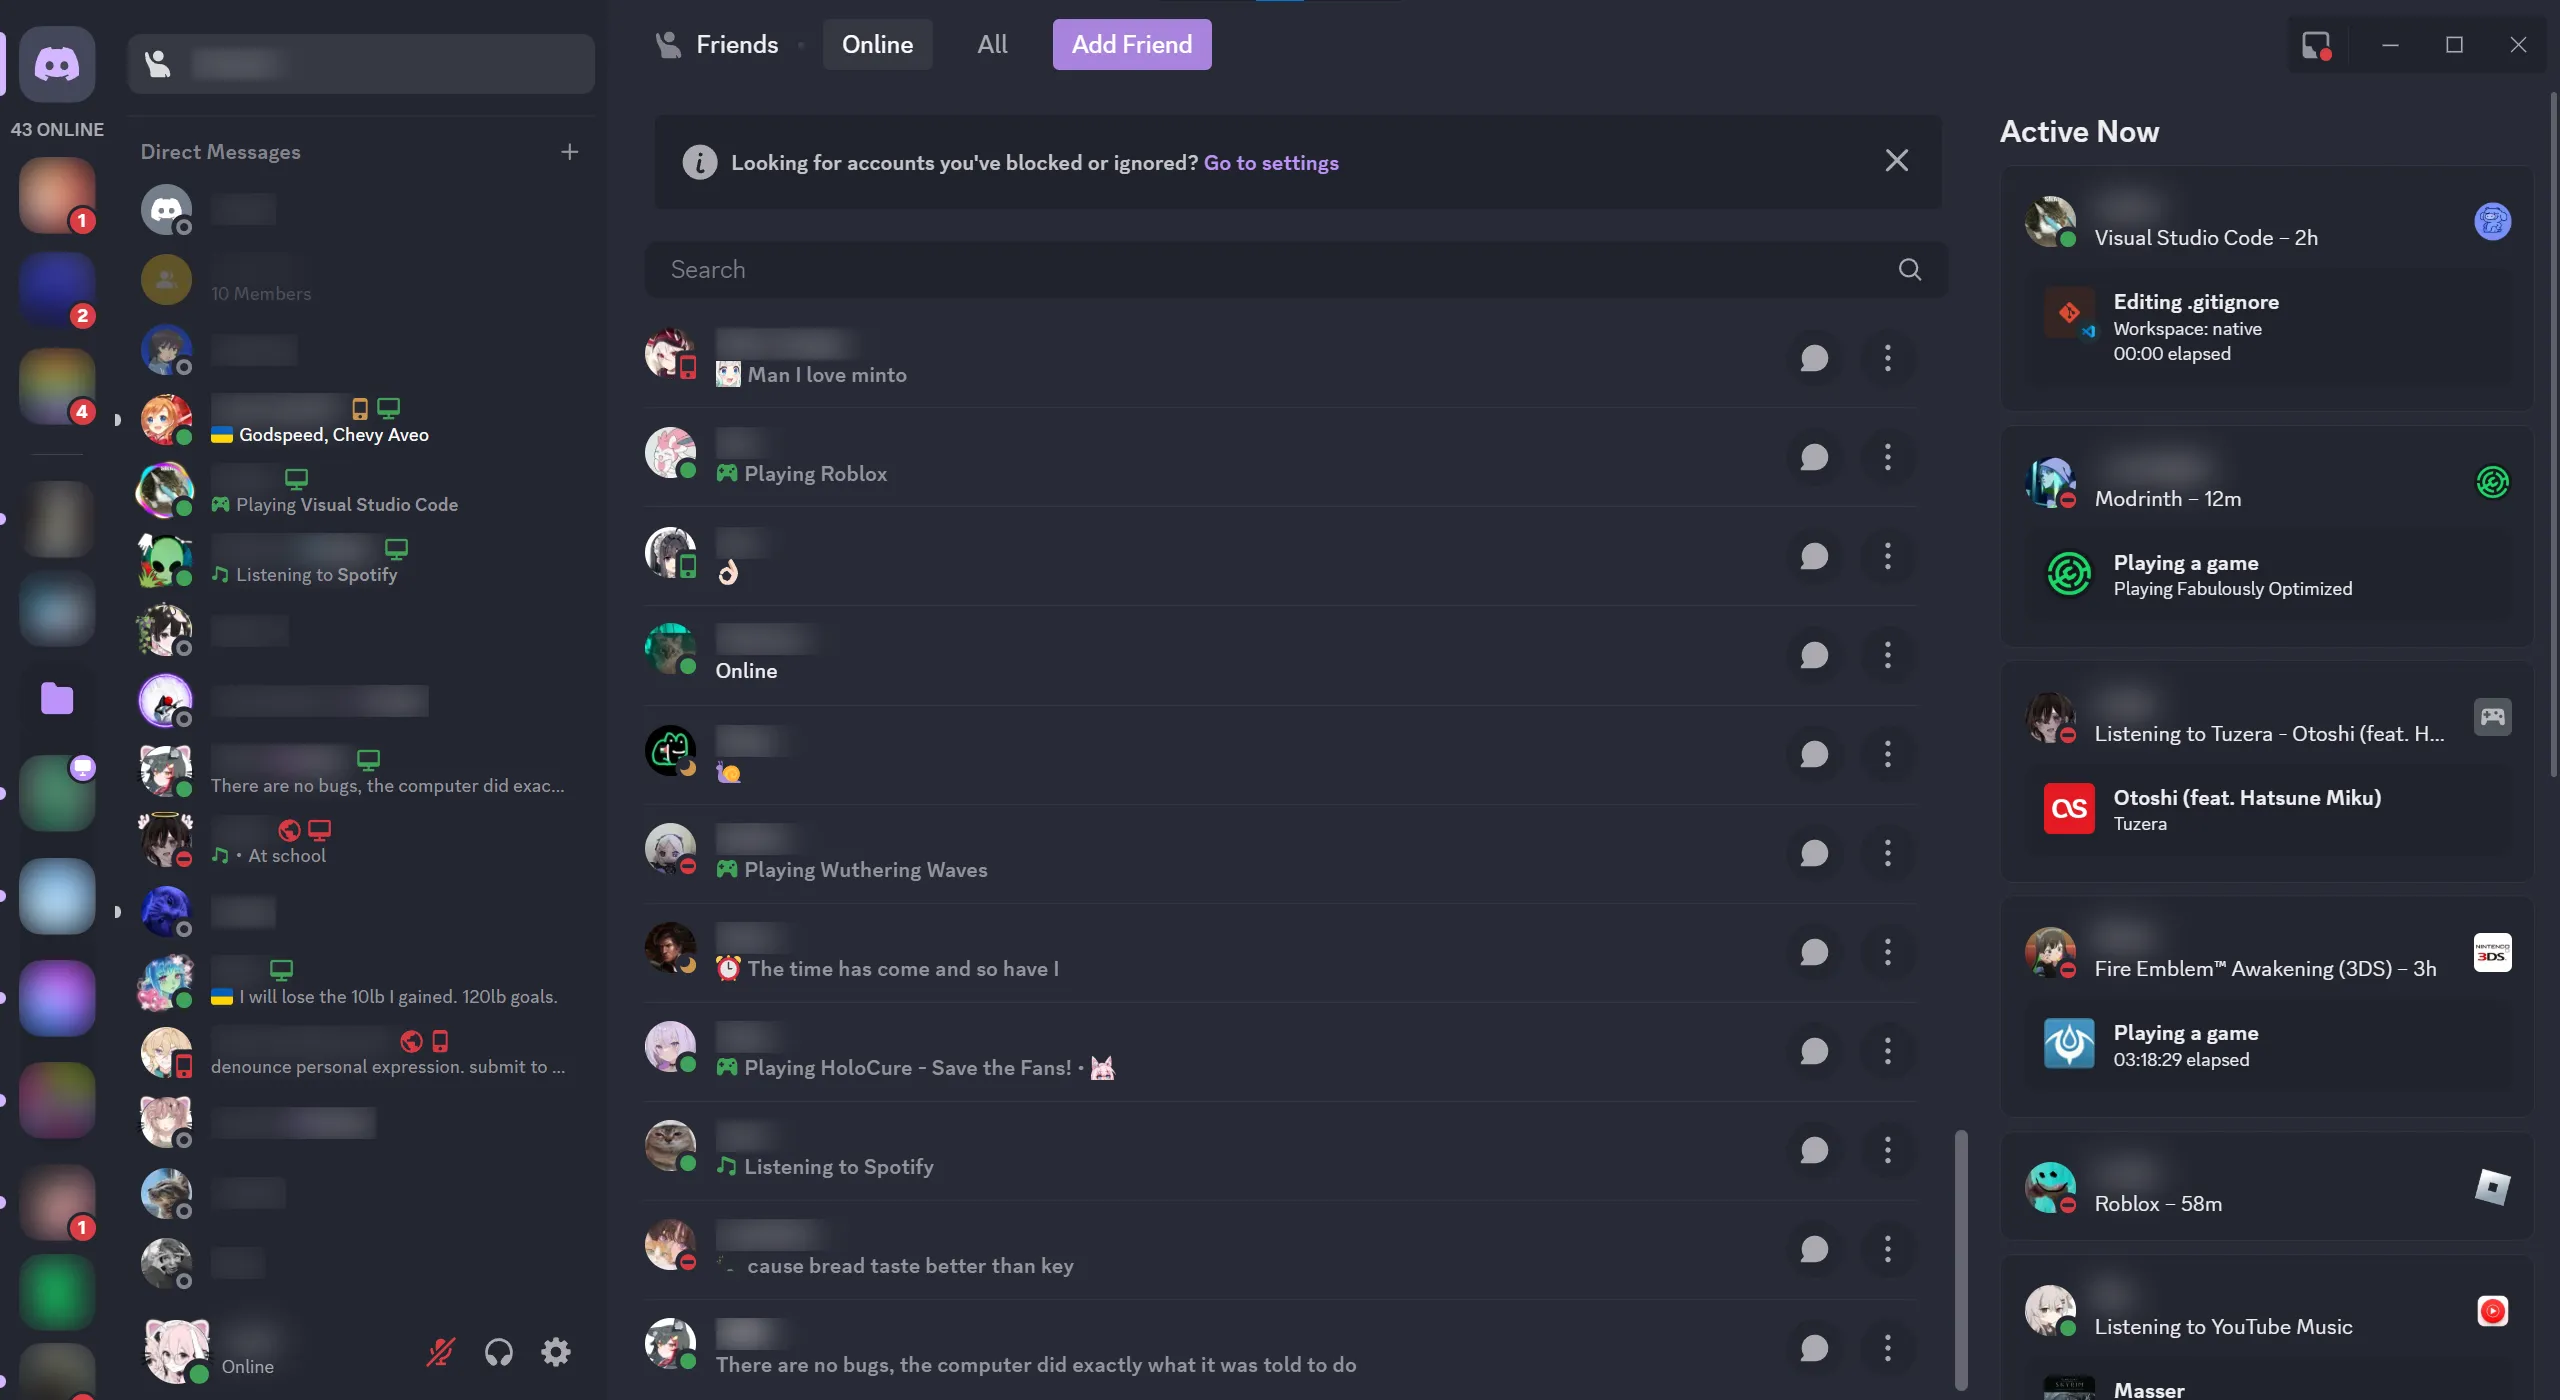 43 ONLINE
1
2
4
1
Direct Messages
10 Members
Godspeed, Chevy Aveo
Playing Visual Studio Code
Listening to Spotify
There are no bugs, the computer did exac...
• At school
I will lose the 10lb I gained. 120lb goals.
denounce personal expression. submit to ...
Online
Friends
Online
All
Add Friend
Looking for accounts you've blocked or ignored? Go to settings
Search
Man I love minto
Playing Roblox
Online
Playing Wuthering Waves
The time has come and so have I
Playing HoloCure - Save the Fans! •
Listening to Spotify
cause bread taste better than key
There are no bugs, the computer did exactly what it was told to do
Active Now
Visual Studio Code – 2h
Editing .gitignore
Workspace: native
00:00 elapsed
Modrinth – 12m
Playing a game
Playing Fabulously Optimized
Listening to Tuzera - Otoshi (feat. H...
Otoshi (feat. Hatsune Miku)
Tuzera
Fire Emblem™ Awakening (3DS) – 3h
NINTENDO
3DS
Playing a game
03:18:29 elapsed
Roblox – 58m
Listening to YouTube Music
Masser